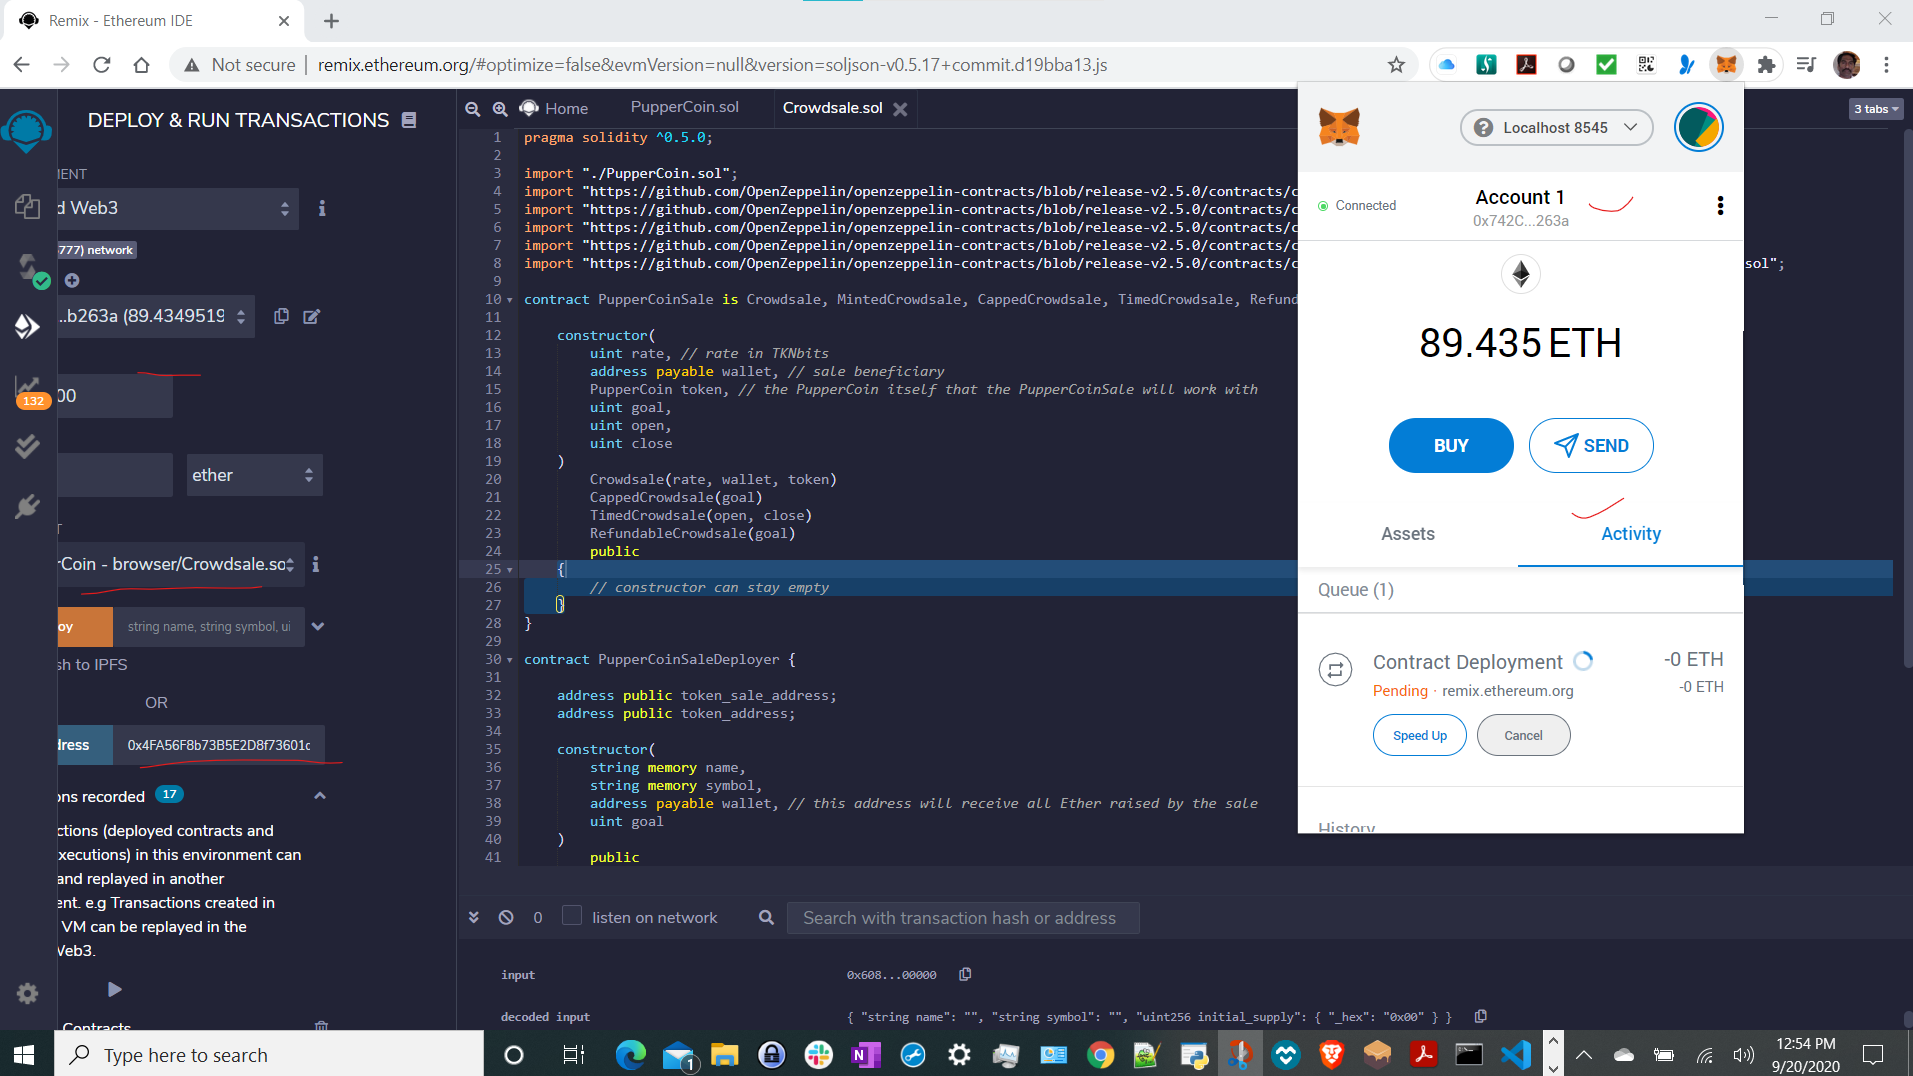 Remix - Ethereum IDE
Not secure | remix.ethereum.org/#optimize=false&evmVersion=null&version=soljson-v0.5.17+commit.d19bba13.js
DEPLOY & RUN TRANSACTIONS
MENT
d Web3
777) network
...b263a (89.4349519
00
132
ether
T
rCoin - browser/Crowdsale.so
oy
string name, string symbol, ui
sh to IPFS
OR
dress
0x4FA56F8b73B5E2D8f73601c
ons recorded 17
ctions (deployed contracts and
xecutions) in this environment can
and replayed in another
ent. e.g Transactions created in
VM can be replayed in the
Web3.
Contracts
Home
PupperCoin.sol
Crowdsale.sol
3 tabs
1 pragma solidity ^0.5.0;
2
3 import "./PupperCoin.sol";
4 import "https://github.com/OpenZeppelin/openzeppelin-contracts/blob/release-v2.5.0/contracts/c
5 import "https://github.com/OpenZeppelin/openzeppelin-contracts/blob/release-v2.5.0/contracts/c
6 import "https://github.com/OpenZeppelin/openzeppelin-contracts/blob/release-v2.5.0/contracts/c
7 import "https://github.com/OpenZeppelin/openzeppelin-contracts/blob/release-v2.5.0/contracts/c
8 import "https://github.com/OpenZeppelin/openzeppelin-contracts/blob/release-v2.5.0/contracts/c sol";
9
10 contract PupperCoinSale is Crowdsale, MintedCrowdsale, CappedCrowdsale, TimedCrowdsale, Refund
11
12 constructor(
13 uint rate, // rate in TKNbits
14 address payable wallet, // sale beneficiary
15 PupperCoin token, // the PupperCoin itself that the PupperCoinSale will work with
16 uint goal,
17 uint open,
18 uint close
19 )
20 Crowdsale(rate, wallet, token)
21 CappedCrowdsale(goal)
22 TimedCrowdsale(open, close)
23 RefundableCrowdsale(goal)
24 public
25 {
26 // constructor can stay empty
27 }
28 }
29
30 contract PupperCoinSaleDeployer {
31
32 address public token_sale_address;
33 address public token_address;
34
35 constructor(
36 string memory name,
37 string memory symbol,
38 address payable wallet, // this address will receive all Ether raised by the sale
39 uint goal
40 )
41 public
0
listen on network
Search with transaction hash or address
input 0x608...00000
decoded input { "string name": "", "string symbol": "", "uint256 initial_supply": { "_hex": "0x00" } }
Localhost 8545
Connected
Account 1
0x742C...263a
89.435 ETH
BUY
SEND
Assets
Activity
Queue (1)
Contract Deployment
-0 ETH
Pending · remix.ethereum.org
-0 ETH
Speed Up
Cancel
History
Type here to search
1
12:54 PM
9/20/2020